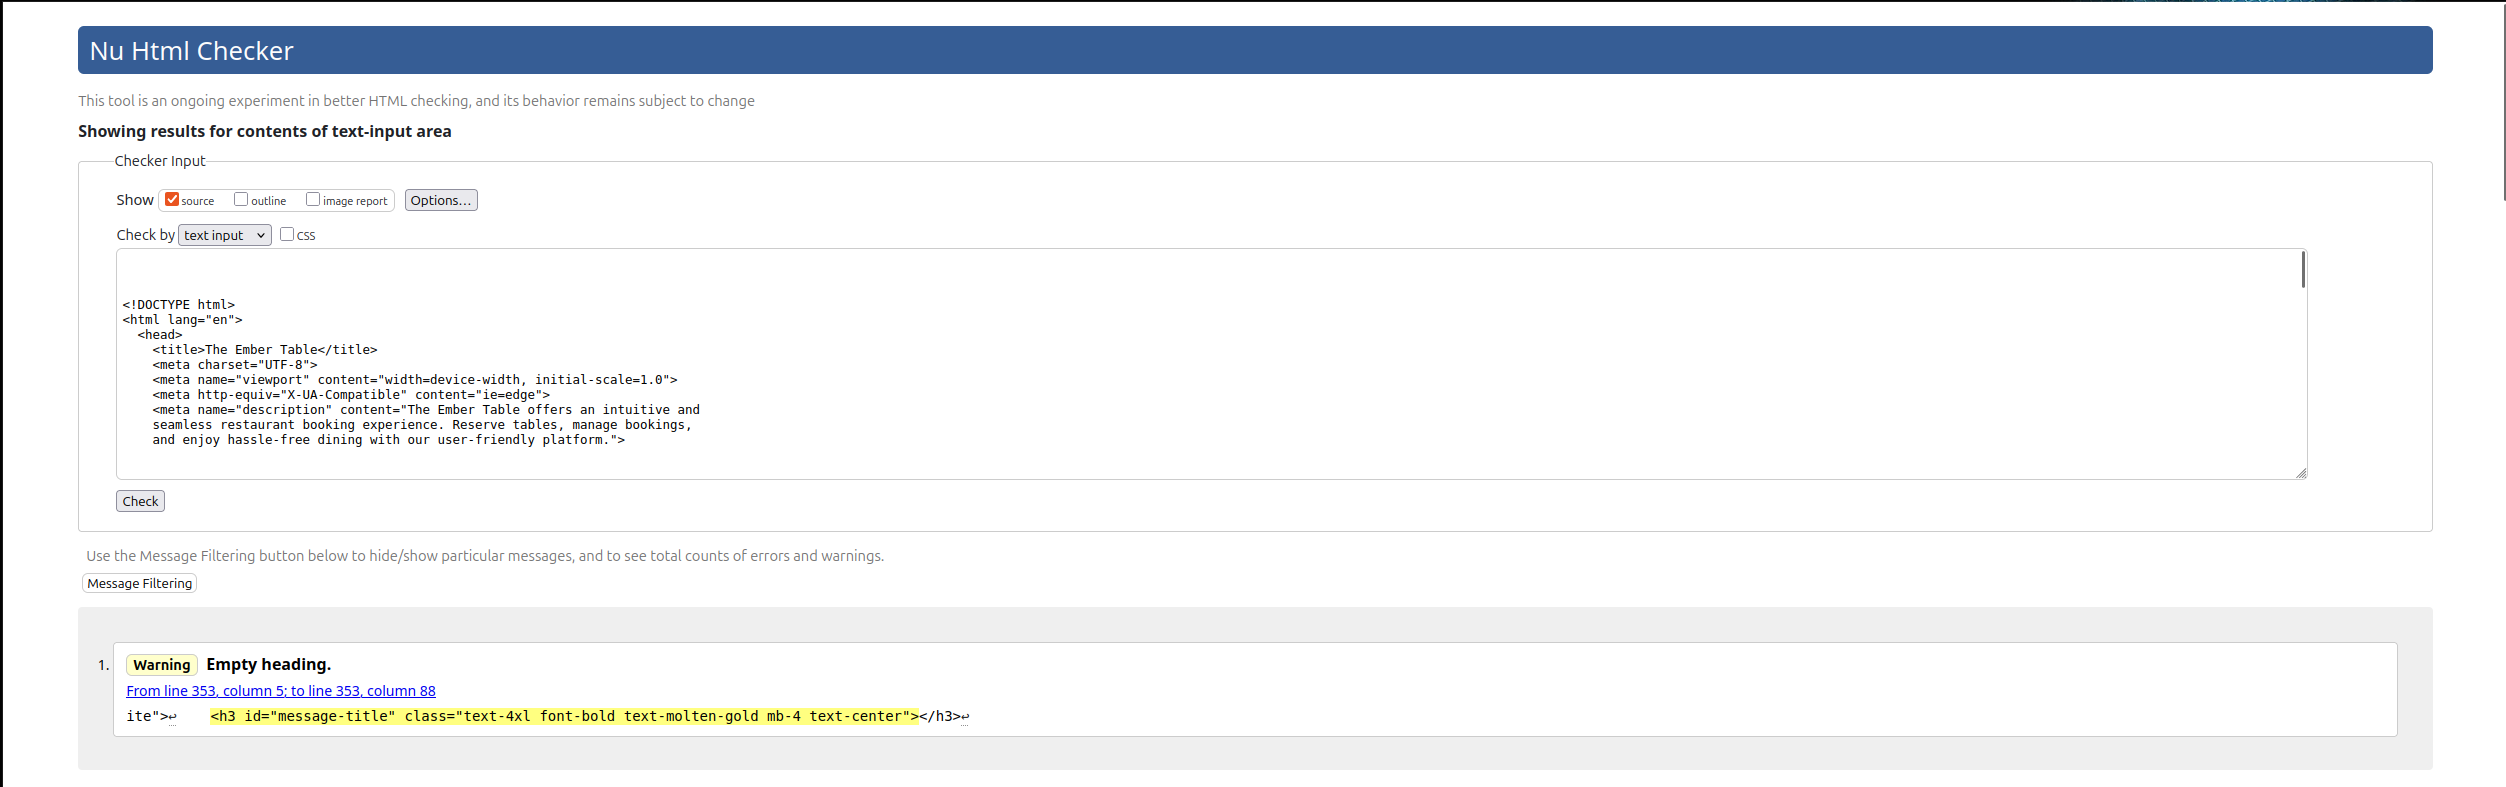 Nu Html Checker
This tool is an ongoing experiment in better HTML checking, and its behavior remains subject to change
Showing results for contents of text-input area
Checker Input
Show source outline image report Options...
Check by text input css
<!DOCTYPE html>
<html lang="en">
<head>
<title>The Ember Table</title>
<meta charset="UTF-8">
<meta name="viewport" content="width=device-width, initial-scale=1.0">
<meta http-equiv="X-UA-Compatible" content="ie=edge">
<meta name="description" content="The Ember Table offers an intuitive and
seamless restaurant booking experience. Reserve tables, manage bookings,
and enjoy hassle-free dining with our user-friendly platform.">
Check
Use the Message Filtering button below to hide/show particular messages, and to see total counts of errors and warnings.
Message Filtering
1. Warning Empty heading.
From line 353, column 5; to line 353, column 88
ite">↩ <h3 id="message-title" class="text-4xl font-bold text-molten-gold mb-4 text-center"></h3>↩